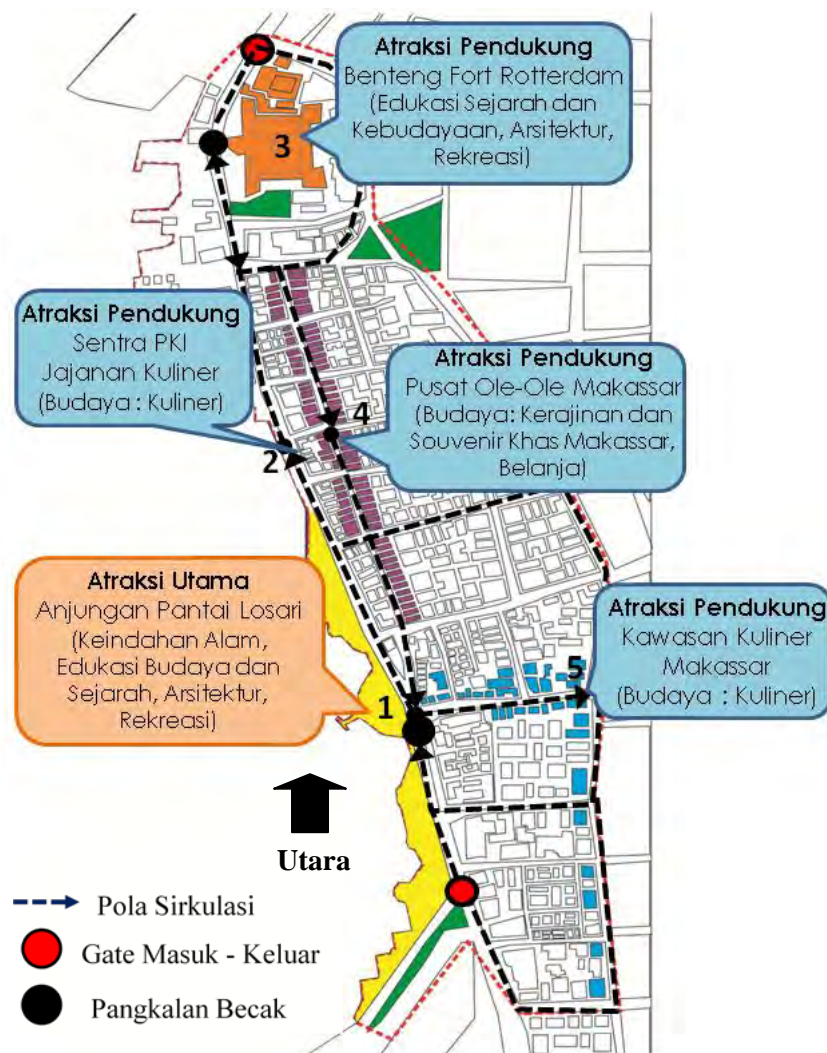 Atraksi Pendukung
Benteng Fort Rotterdam
(Edukasi Sejarah dan
Kebudayaan, Arsitektur,
Rekreasi)
3
Atraksi Pendukung
Sentra PKl
Jajanan Kuliner
(Budaya : Kuliner)
Atraksi Pendukung
Pusat Ole-Ole Makassar
(Budaya: Kerajinan dan
Souvenir Khas Makassar,
Belanja)
4
2
Atraksi Utama
Anjungan Pantai Losari
(Keindahan Alam,
Edukasi Budaya dan
Sejarah, Arsitektur,
Rekreasi)
Atraksi Pendukung
Kawasan Kuliner
Makassar
(Budaya : Kuliner)
5
1
Utara
Pola Sirkulasi
Gate Masuk - Keluar
Pangkalan Becak